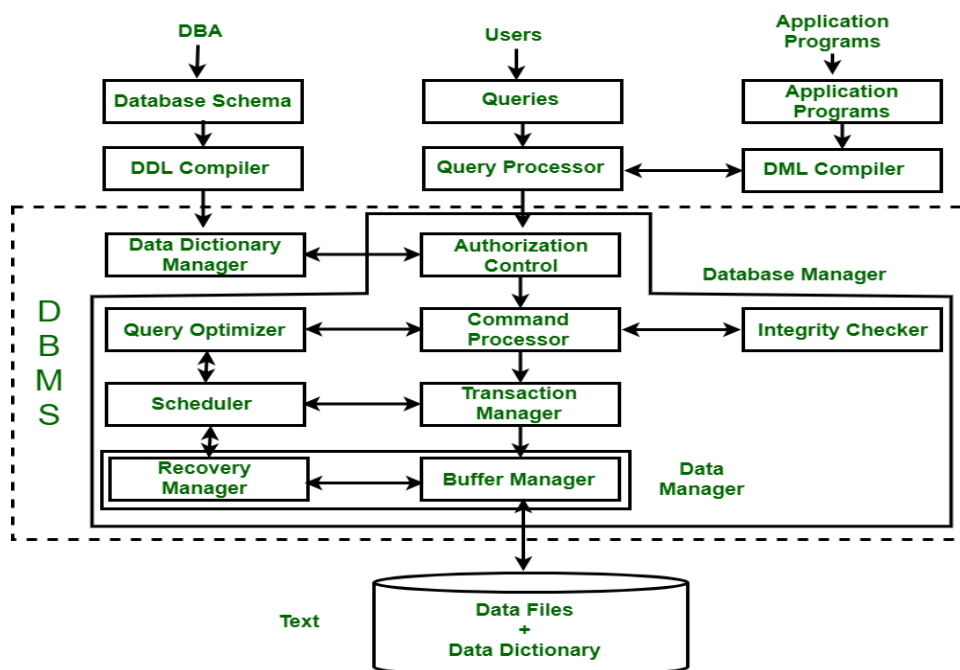 DBA
Users
Application
Programs
Database Schema
Queries
Application
Programs
DDL Compiler
Query Processor
DML Compiler
Data Dictionary
Manager
Authorization
Control
Database Manager
D
B
M
S
Query Optimizer
Command
Processor
Integrity Checker
Scheduler
Transaction
Manager
Recovery
Manager
Buffer Manager
Data
Manager
Text
Data Files
+
Data Dictionary